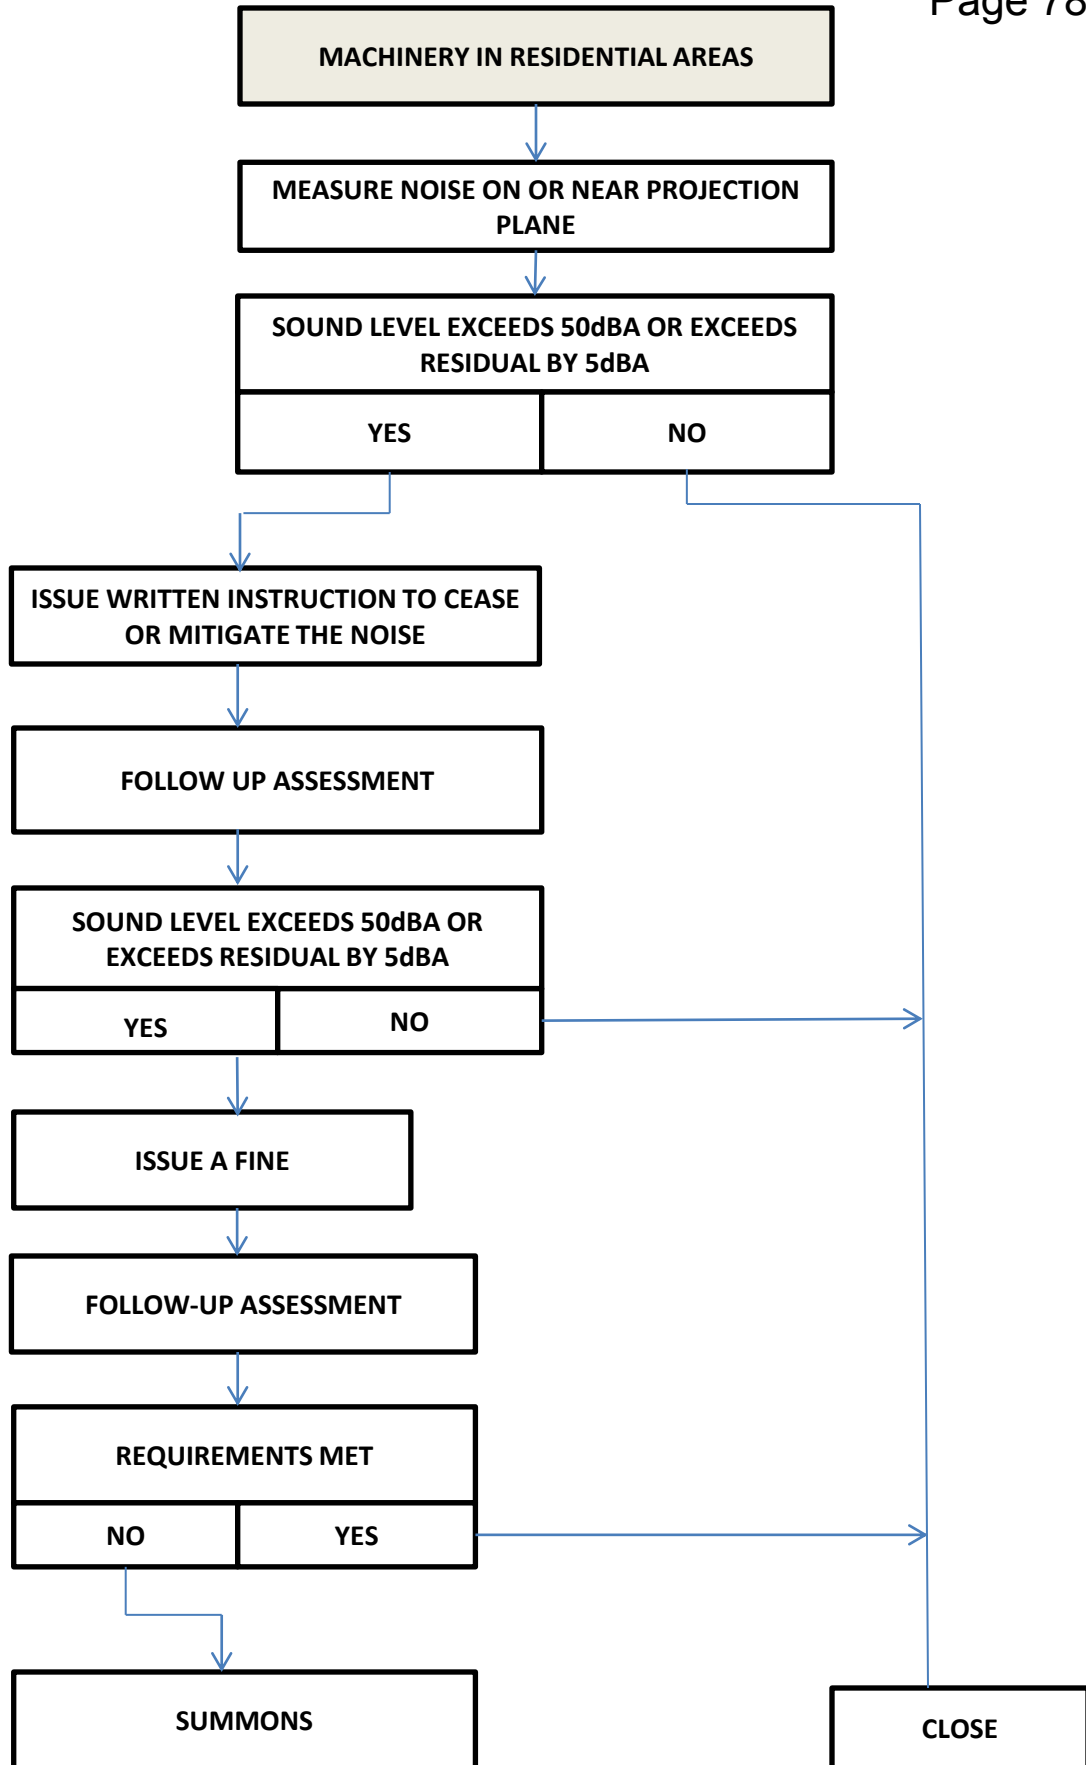 Page 78
MACHINERY IN RESIDENTIAL AREAS
MEASURE NOISE ON OR NEAR PROJECTION
PLANE
SOUND LEVEL EXCEEDS 50dBA OR EXCEEDS
RESIDUAL BY 5dBA
YES
NO
ISSUE WRITTEN INSTRUCTION TO CEASE
OR MITIGATE THE NOISE
FOLLOW UP ASSESSMENT
SOUND LEVEL EXCEEDS 50dBA OR
EXCEEDS RESIDUAL BY 5dBA
YES
NO
ISSUE A FINE
FOLLOW-UP ASSESSMENT
REQUIREMENTS MET
NO
YES
SUMMONS
CLOSE